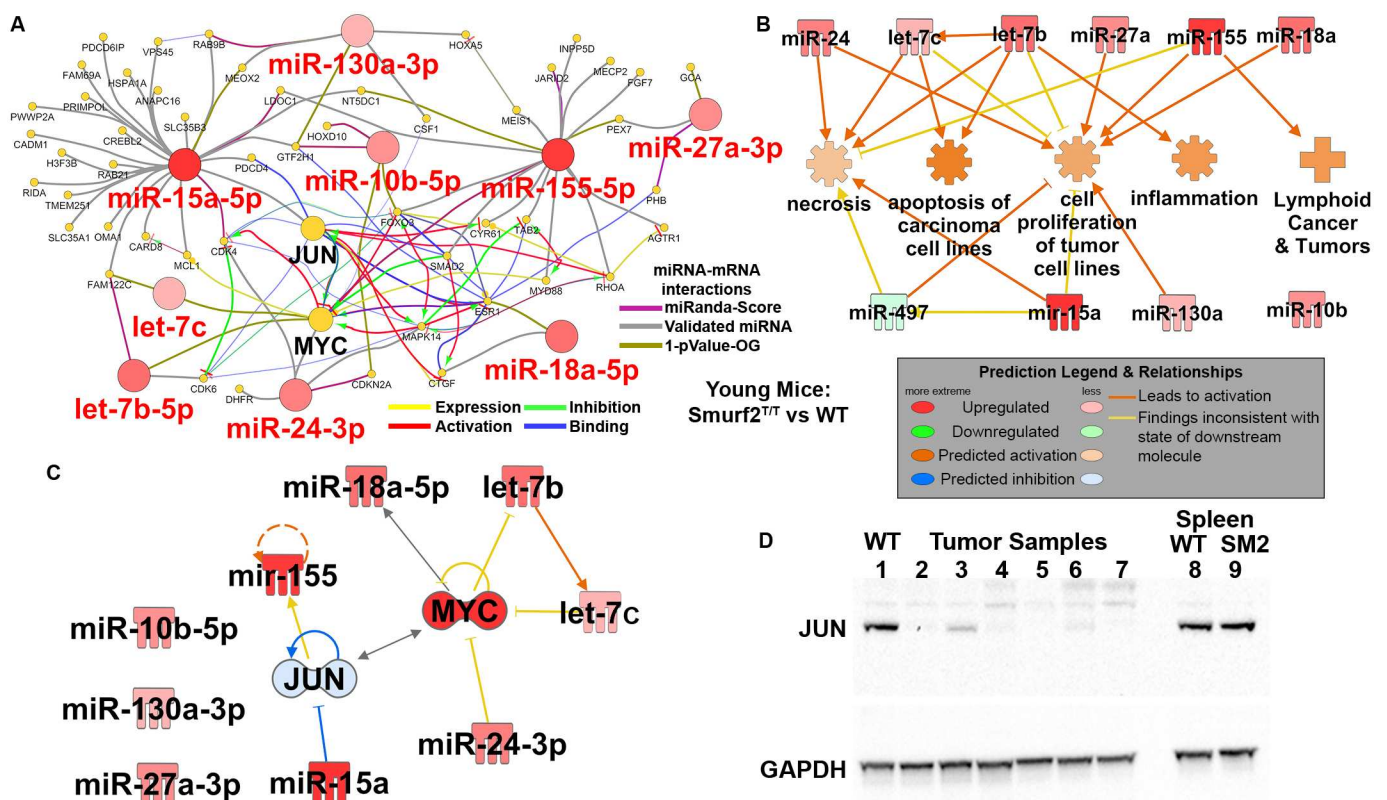 A
PDCD6IP
VPS45
RAB9B
FAM69A
HSPA1A
MEOX2
PRIMPOL
ANAPC16
PWWP2A
SLC35B3
CREBL2
CADM1
H3F3B
RAB21
PDCD4
RIDA
TMEM251
SLC35A1
OMA1
CARD8
MCL1
CDK4
FAM122C
miR-130a-3p
HOXA5
LDOC1
NT5DC1
HOXD10
CSF1
MEIS1
GTF2H1
INPP5D
JARID2
MECP2
FGF7
GCA
PEX7
miR-27a-3p
miR-10b-5p
miR-155-5p
miR-15a-5p
PHB
AGTR1
FOXO3
CYR61
TAB2
JUN
SMAD2
MYD88
RHOA
ESR1
MYC
MAPK14
let-7c
miR-18a-5p
let-7b-5p
CDK6
DHFR
miR-24-3p
CDKN2A
CTGF
miRNA-mRNA
interactions
miRanda-Score
Validated miRNA
1-pValue-OG
Expression
Inhibition
Activation
Binding
Young Mice:
Smurf2T/T vs WT
B
miR-24
let-7c
let-7b
miR-27a
miR-155
miR-18a
necrosis
apoptosis of
carcinoma
cell lines
cell
proliferation
of tumor
cell lines
inflammation
Lymphoid
Cancer
& Tumors
miR-497
mir-15a
miR-130a
miR-10b
Prediction Legend & Relationships
more extreme
less
Upregulated
Downregulated
Predicted activation
Predicted inhibition
Leads to activation
Findings inconsistent with
state of downstream
molecule
C
miR-18a-5p
let-7b
mir-155
MYC
let-7c
miR-10b-5p
JUN
miR-130a-3p
miR-24-3p
miR-27a-3p
miR-15a
D
WT
Tumor Samples
Spleen
WT SM2
1 2 3 4 5 6 7 8 9
JUN
GAPDH